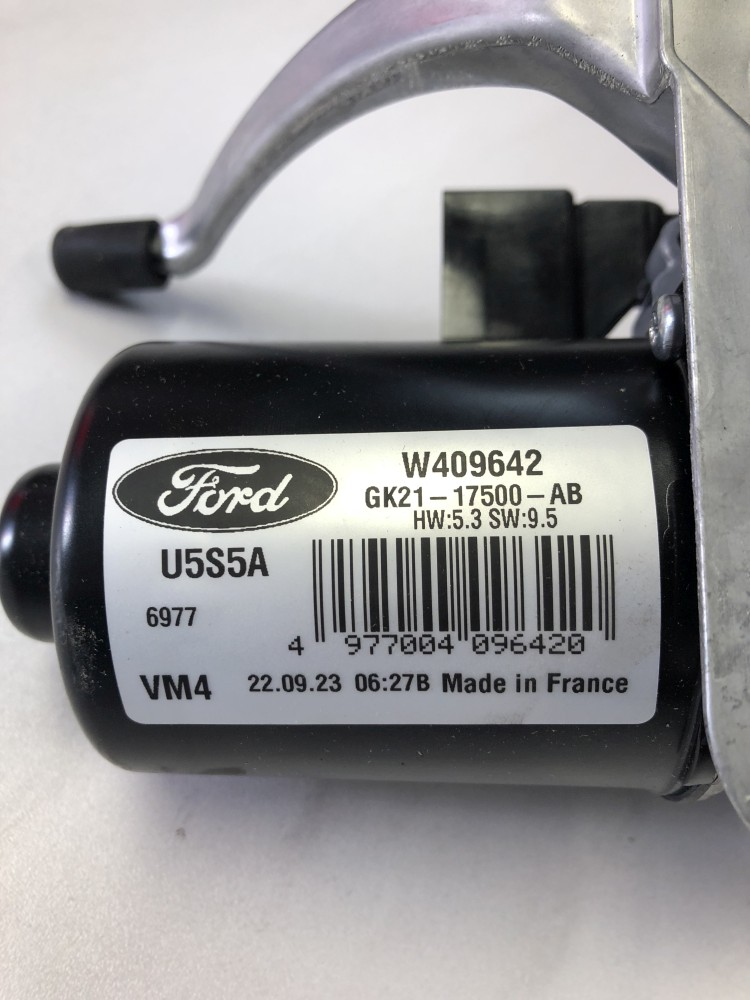 Ford
W409642
GK21-17500-AB
HW:5.3 SW:9.5
U5S5A
6977
4 977004 096420
VM4 22.09.23 06:27B Made in France